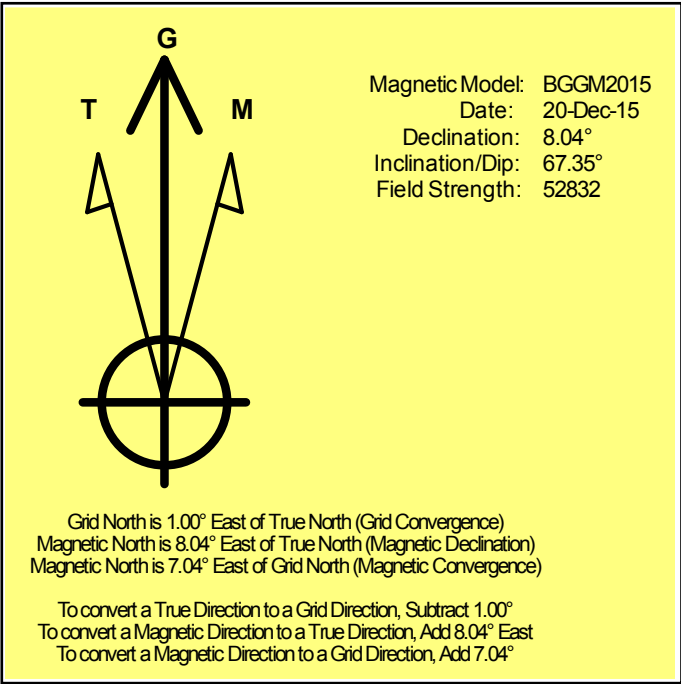 G
T M
Magnetic Model: BGGM2015
Date: 20-Dec-15
Declination: 8.04°
Inclination/Dip: 67.35°
Field Strength: 52832
Grid North is 1.00° East of True North (Grid Convergence)
Magnetic North is 8.04° East of True North (Magnetic Declination)
Magnetic North is 7.04° East of Grid North (Magnetic Convergence)
To convert a True Direction to a Grid Direction, Subtract 1.00°
To convert a Magnetic Direction to a True Direction, Add 8.04° East
To convert a Magnetic Direction to a Grid Direction, Add 7.04°